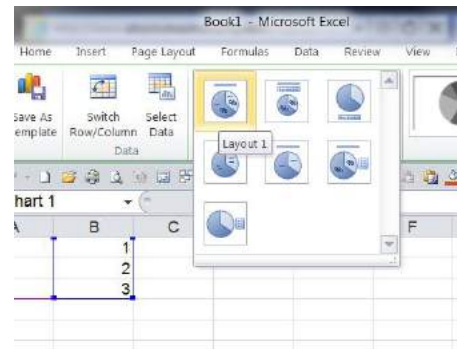 Book1 - Microsoft Excel
Home Insert Page Layout Formulas Data Review View
Save As Template
Switch Row/Column
Select Data
Data
Layout 1
hart 1
A B C F
1
2
3